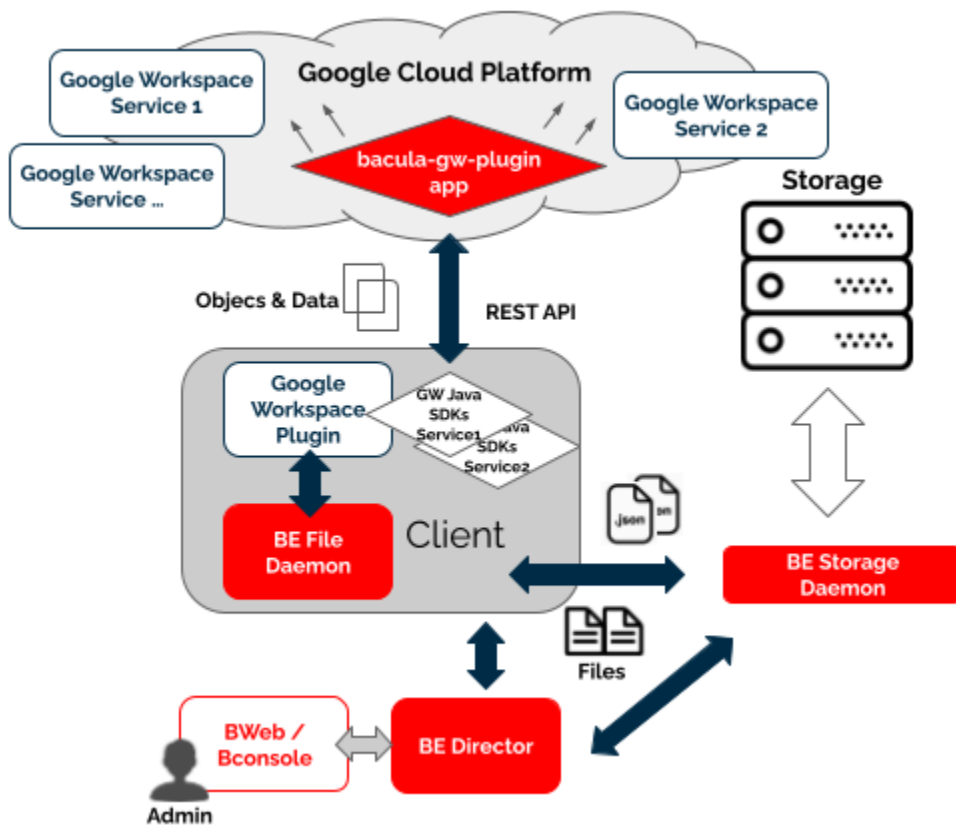 Google Cloud Platform
Google Workspace
Service 1
Google Workspace
Service 2
Google Workspace
Service ...
bacula-gw-plugin
app
Storage
Objecs & Data
REST API
Google
Workspace
Plugin
GW Java
SDKs
Service1
ava
SDKs
Service2
BE File
Daemon
Client
.json
on
BE Storage
Daemon
Files
BWeb /
Bconsole
BE Director
Admin